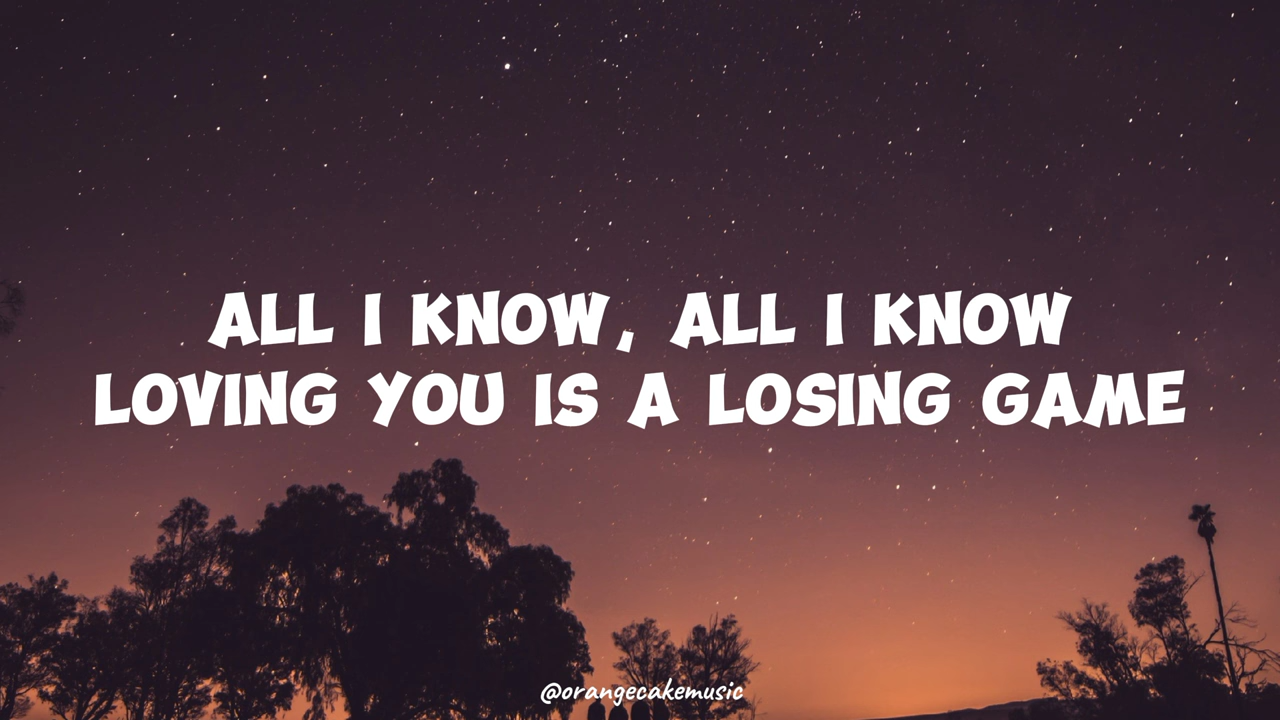 ALL I KNOW, ALL I KNOW
LOVING YOU IS A LOSING GAME
@orangecakemusic